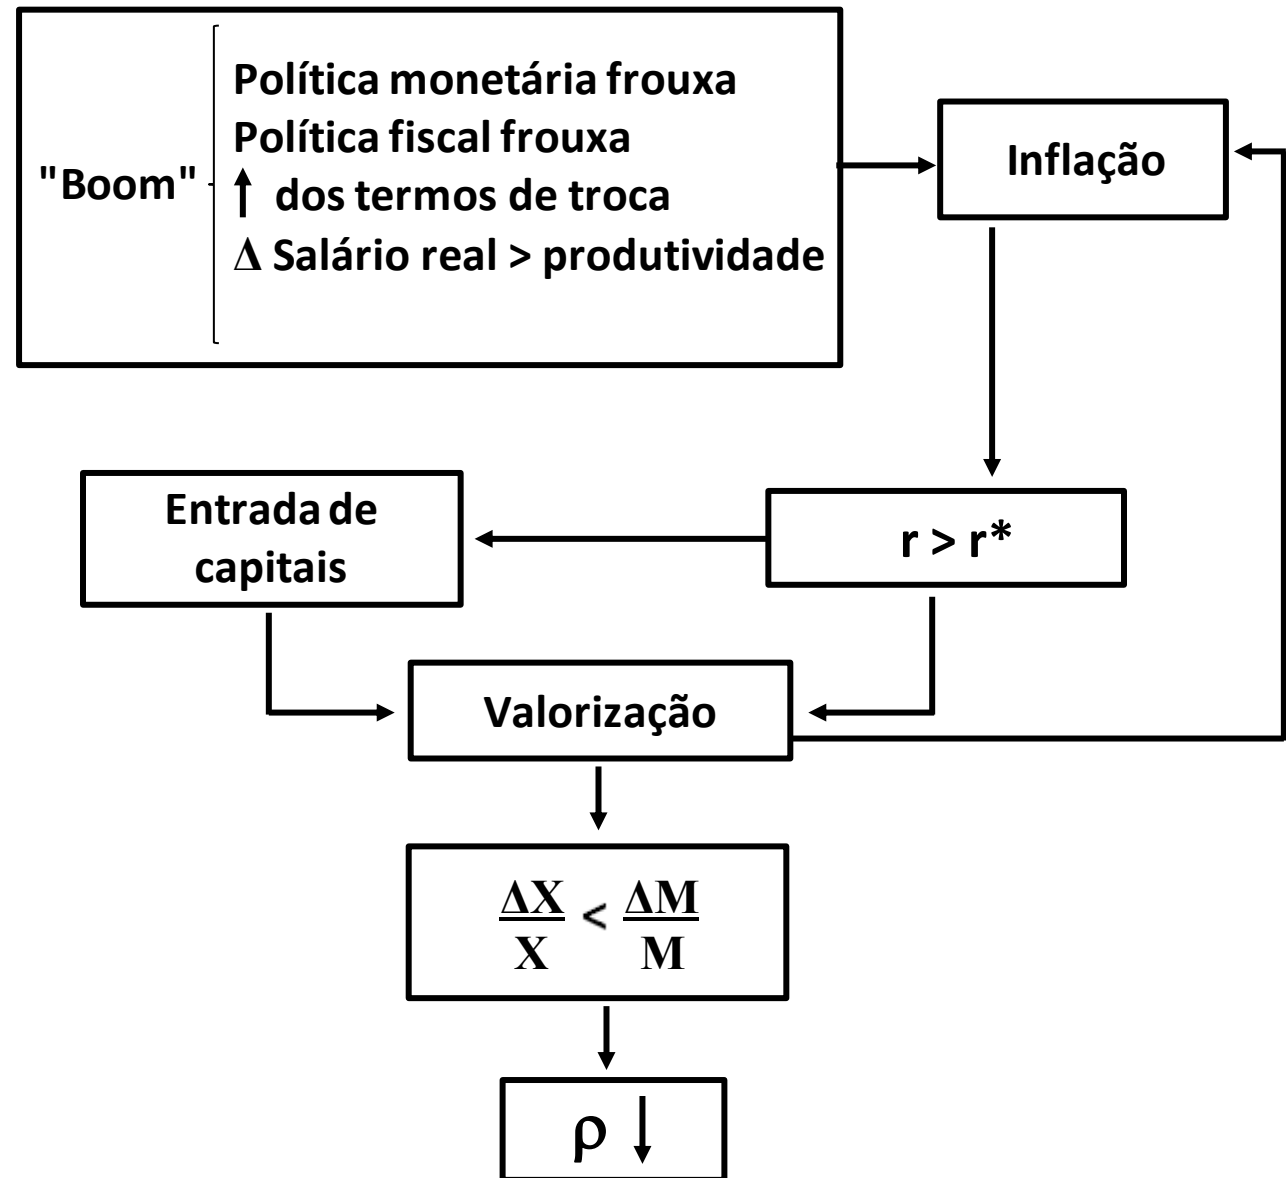 "Boom"
Política monetária frouxa
Política fiscal frouxa
↑ dos termos de troca
Δ Salário real > produtividade
Inflação
Entrada de
capitais
r > r*
Valorização
ΔX < ΔM
X M
ρ ↓